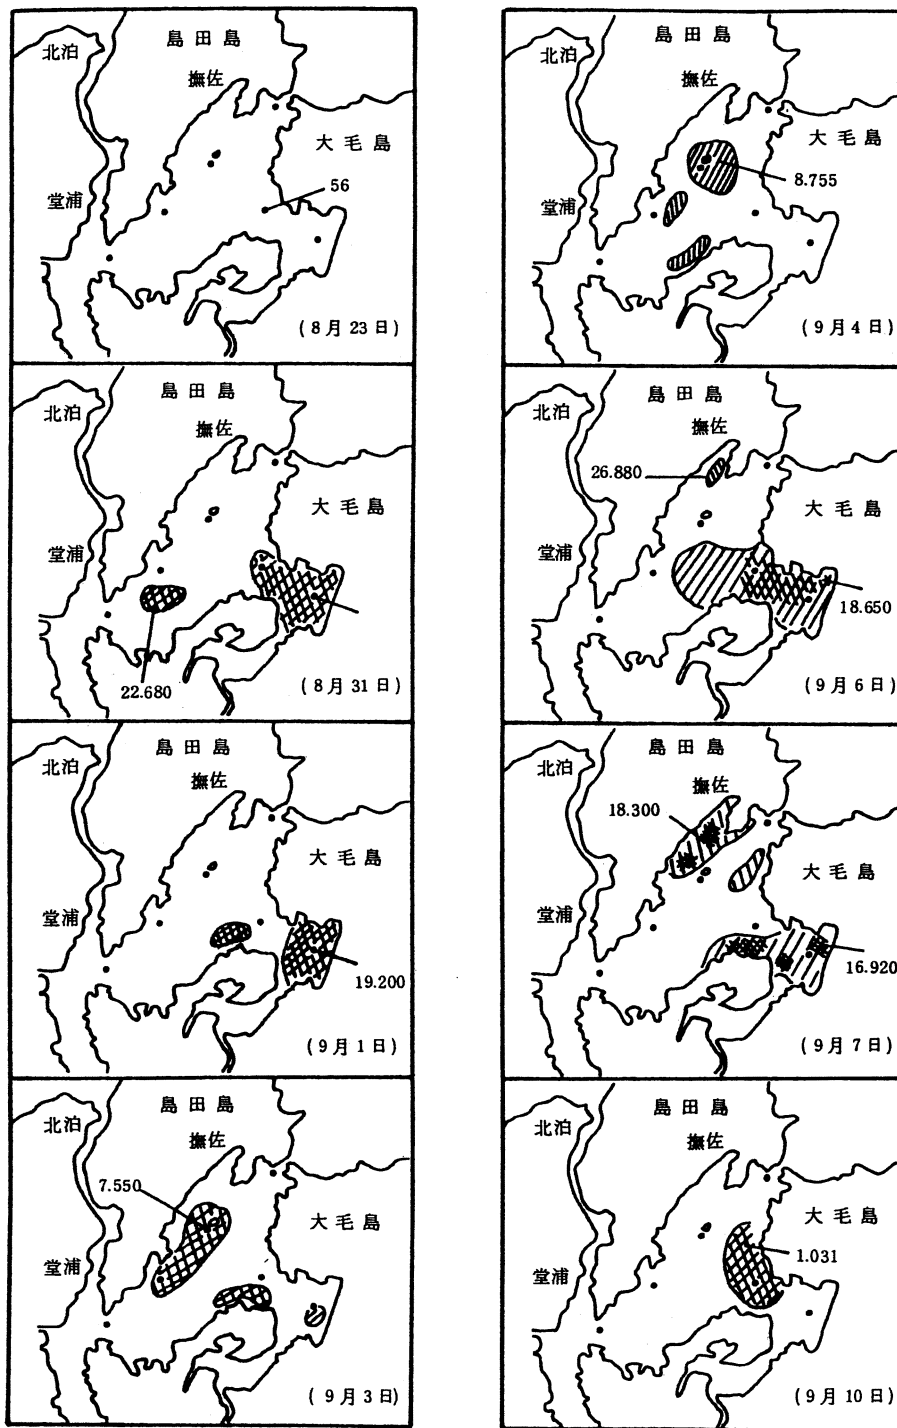 島田島
北泊
撫佐
大毛島
56
堂浦
(8月23日)
島田島
北泊
撫佐
大毛島
堂浦
22.680
(8月31日)
島田島
北泊
撫佐
大毛島
堂浦
19.200
(9月1日)
島田島
北泊
撫佐
7.550
大毛島
堂浦
(9月3日)
島田島
北泊
撫佐
大毛島
8.755
堂浦
(9月4日)
島田島
北泊
撫佐
26.880
大毛島
堂浦
18.650
(9月6日)
島田島
北泊
撫佐
18.300
大毛島
堂浦
16.920
(9月7日)
島田島
北泊
撫佐
大毛島
1.031
堂浦
(9月10日)